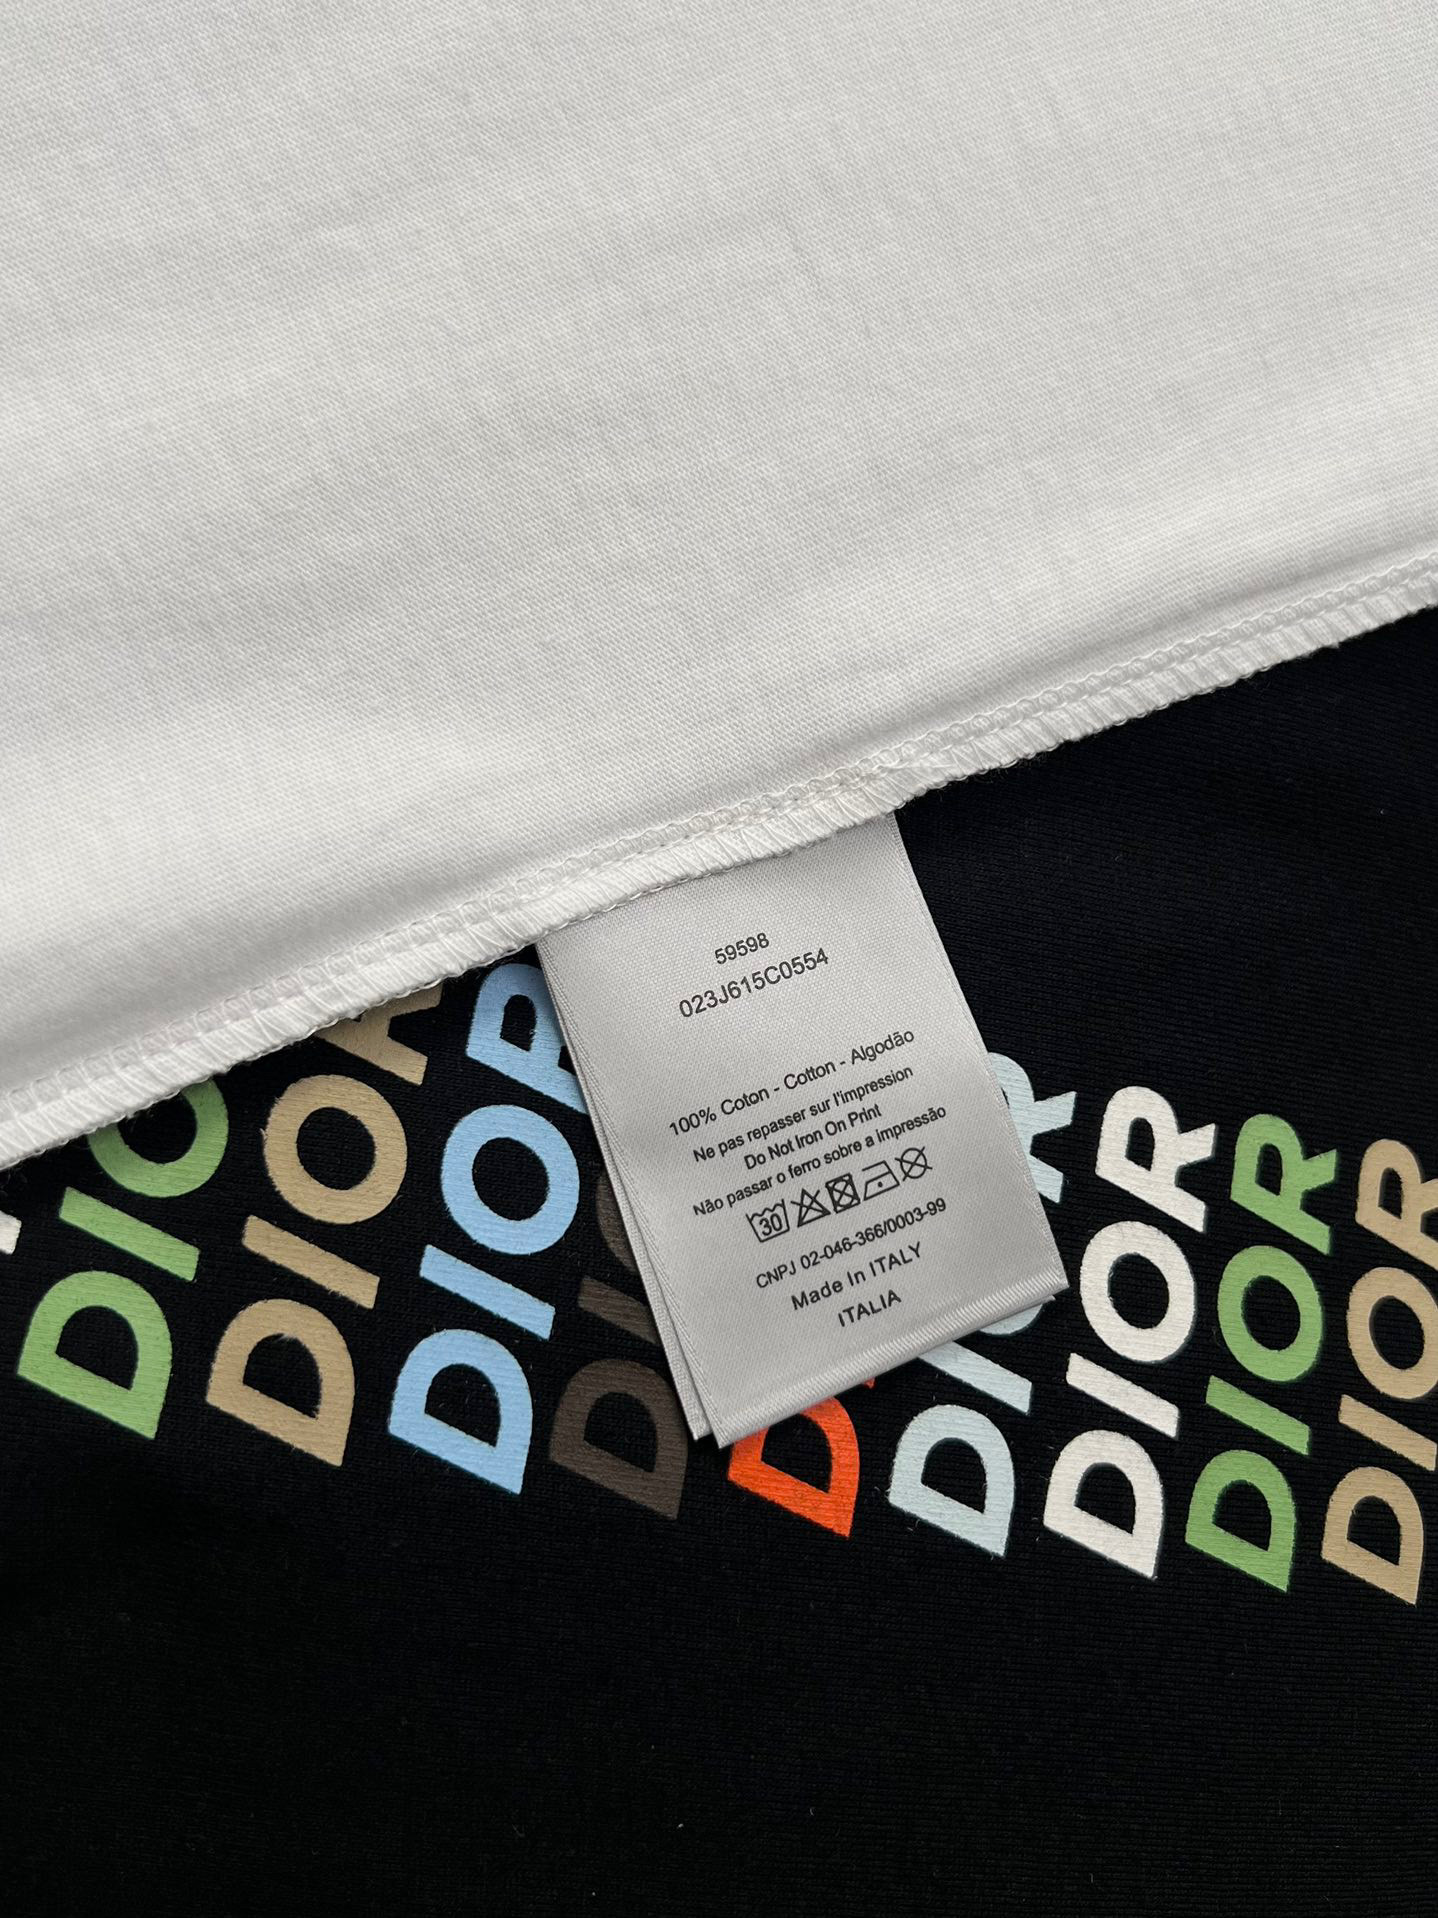 59598
023J615C0554
100% Coton - Cotton - Algodão
Ne pas repasser sur l'impression
Do Not Iron On Print
Não passar o ferro sobre a impressão
30
CNPJ 02-046-366/0003-99
Made In ITALY
ITALIA
DIOR
DIOR
DIOR
DI
D
DIOR
DIOR
DIOR
DIOR